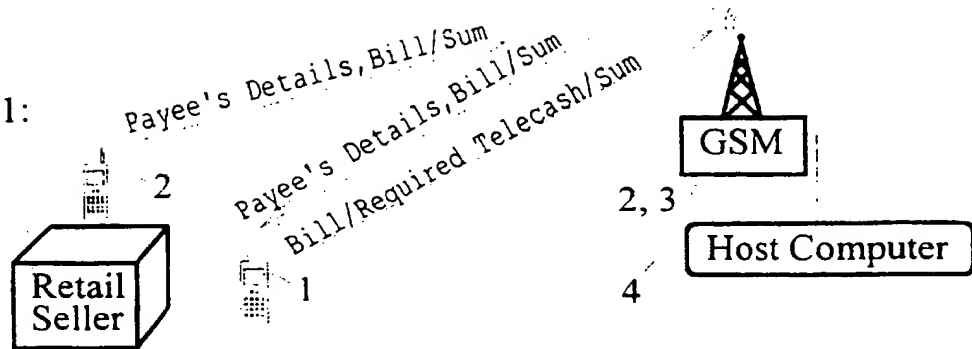 1:
Payee's Details,Bill/Sum
Payee's Details,Bill/Sum
Bill/Required Telecash/Sum
GSM
2
2, 3
Host Computer
Retail
Seller
1
4